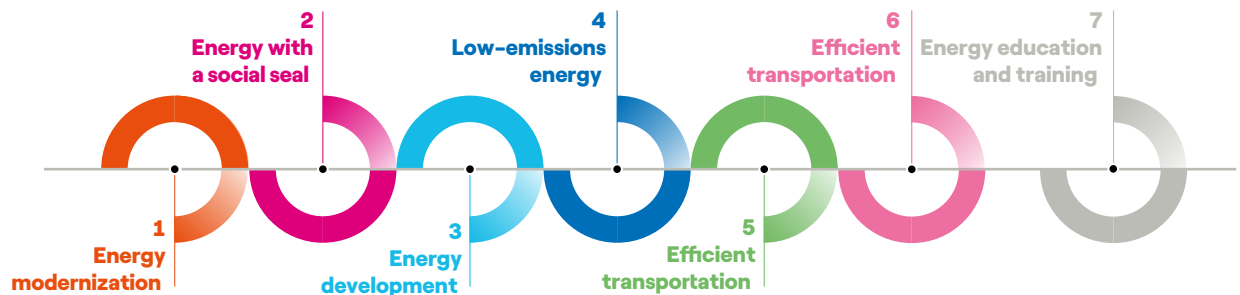 1
Energy
modernization
2
Energy with
a social seal
3
Energy
development
4
Low-emissions
energy
5
Efficient
transportation
6
Efficient
transportation
7
Energy education
and training